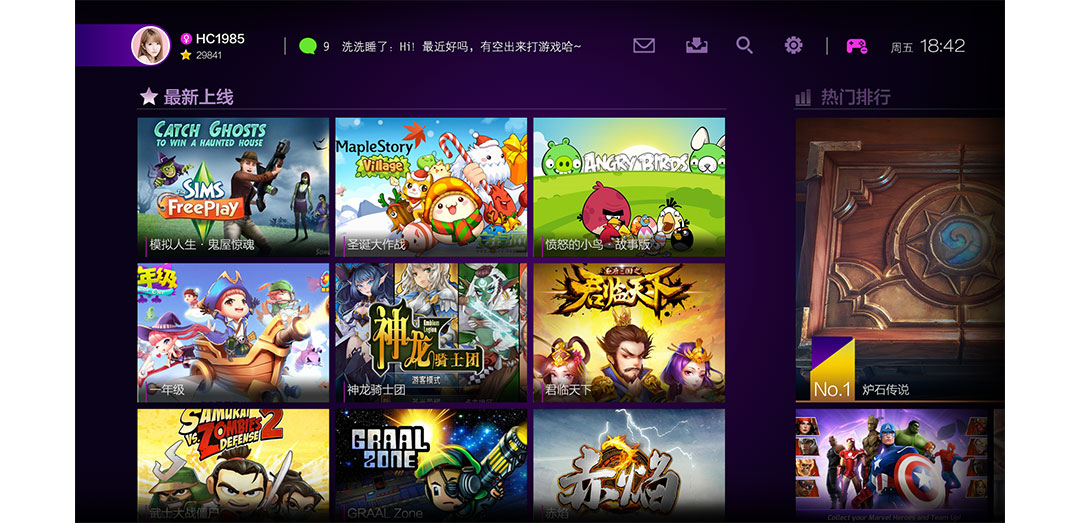 HC1985
29841
9 洗洗睡了：Hi! 最近好吗，有空出来打游戏哈~
周五 18:42
最新上线
热门排行
CATCH GHOSTS
TO WIN A HAUNTED HOUSE
THE SIMS
FREEPLAY
模拟人生·鬼屋惊魂
MapleStory
Village
圣诞大作战
ANGRY BIRDS
愤怒的小鸟·故事版
年级
一年级
神龙骑士团
Emblem
Legion
游客模式
神龙骑士团
君临天下
君临天下
No.1
炉石传说
SAMURAI
VS. ZOMBIES
DEFENSE 2
武士大战僵尸
GRAAL
ZONE
GRAAL Zone
赤焰
赤焰
Collect your Marvel Heroes and Team-Up!